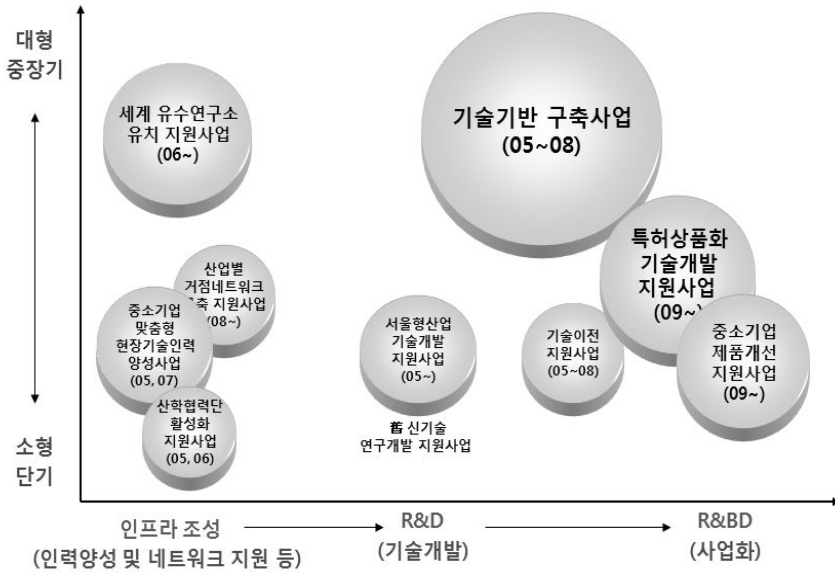 대형
중장기
세계 유수연구소
유치 지원사업
(06~)
기술기반 구축사업
(05~08)
산업별
거점네트워크
구축 지원사업
(08~)
특허상품화
기술개발
지원사업
(09~)
중소기업
맞춤형
현장기술인력
양성사업
(05, 07)
서울형산업
기술개발
지원사업
(05~)
기술이전
지원사업
(05~08)
중소기업
제품개선
지원사업
(09~)
산학협력단
활성화
지원사업
(05, 06)
舊 신기술
연구개발 지원사업
소형
단기
인프라 조성
(인력양성 및 네트워크 지원 등)
R&D
(기술개발)
R&BD
(사업화)